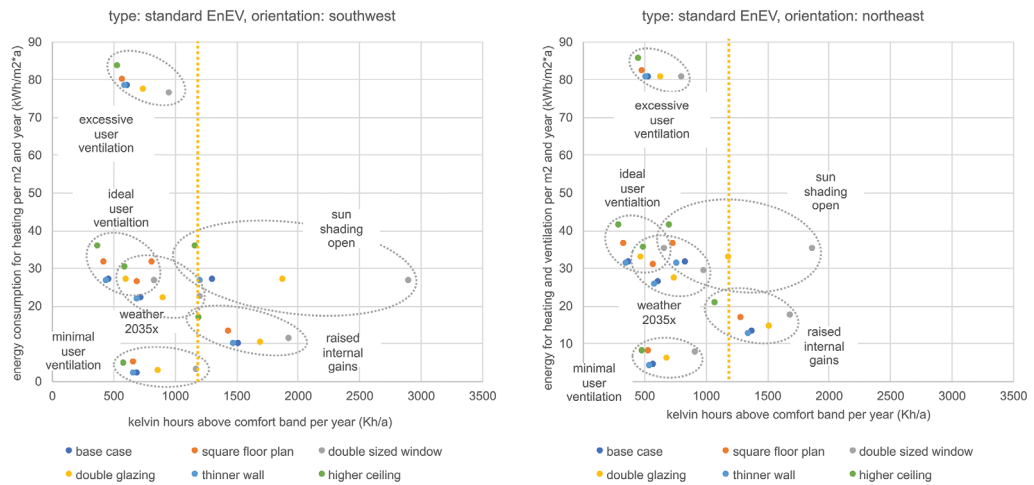 type: standard EnEV, orientation: southwest
energy consumption for heating per m2 and year (kWh/m2*a)
90
80
70
60
50
40
30
20
10
0
excessive
user
ventilation
ideal
user
ventialtion
sun
shading
open
weather
2035x
minimal
user
ventilation
raised
internal
gains
0
500
1000
1500
2000
2500
3000
3500
kelvin hours above comfort band per year (Kh/a)
base case
square floor plan
double sized window
double glazing
thinner wall
higher ceiling
type: standard EnEV, orientation: northeast
energy for heating and ventilation per m2 and year (kWh/m2*a)
90
80
70
60
50
40
30
20
10
excessive
user
ventilation
ideal
user
ventialtion
sun
shading
open
weather
2035x
raised
internal
gains
minimal
user
ventilation
500
1000
1500
2000
2500
3000
3500
kelvin hours above comfort band per year (Kh/a)
base case
square floor plan
double sized window
double glazing
thinner wall
higher ceiling